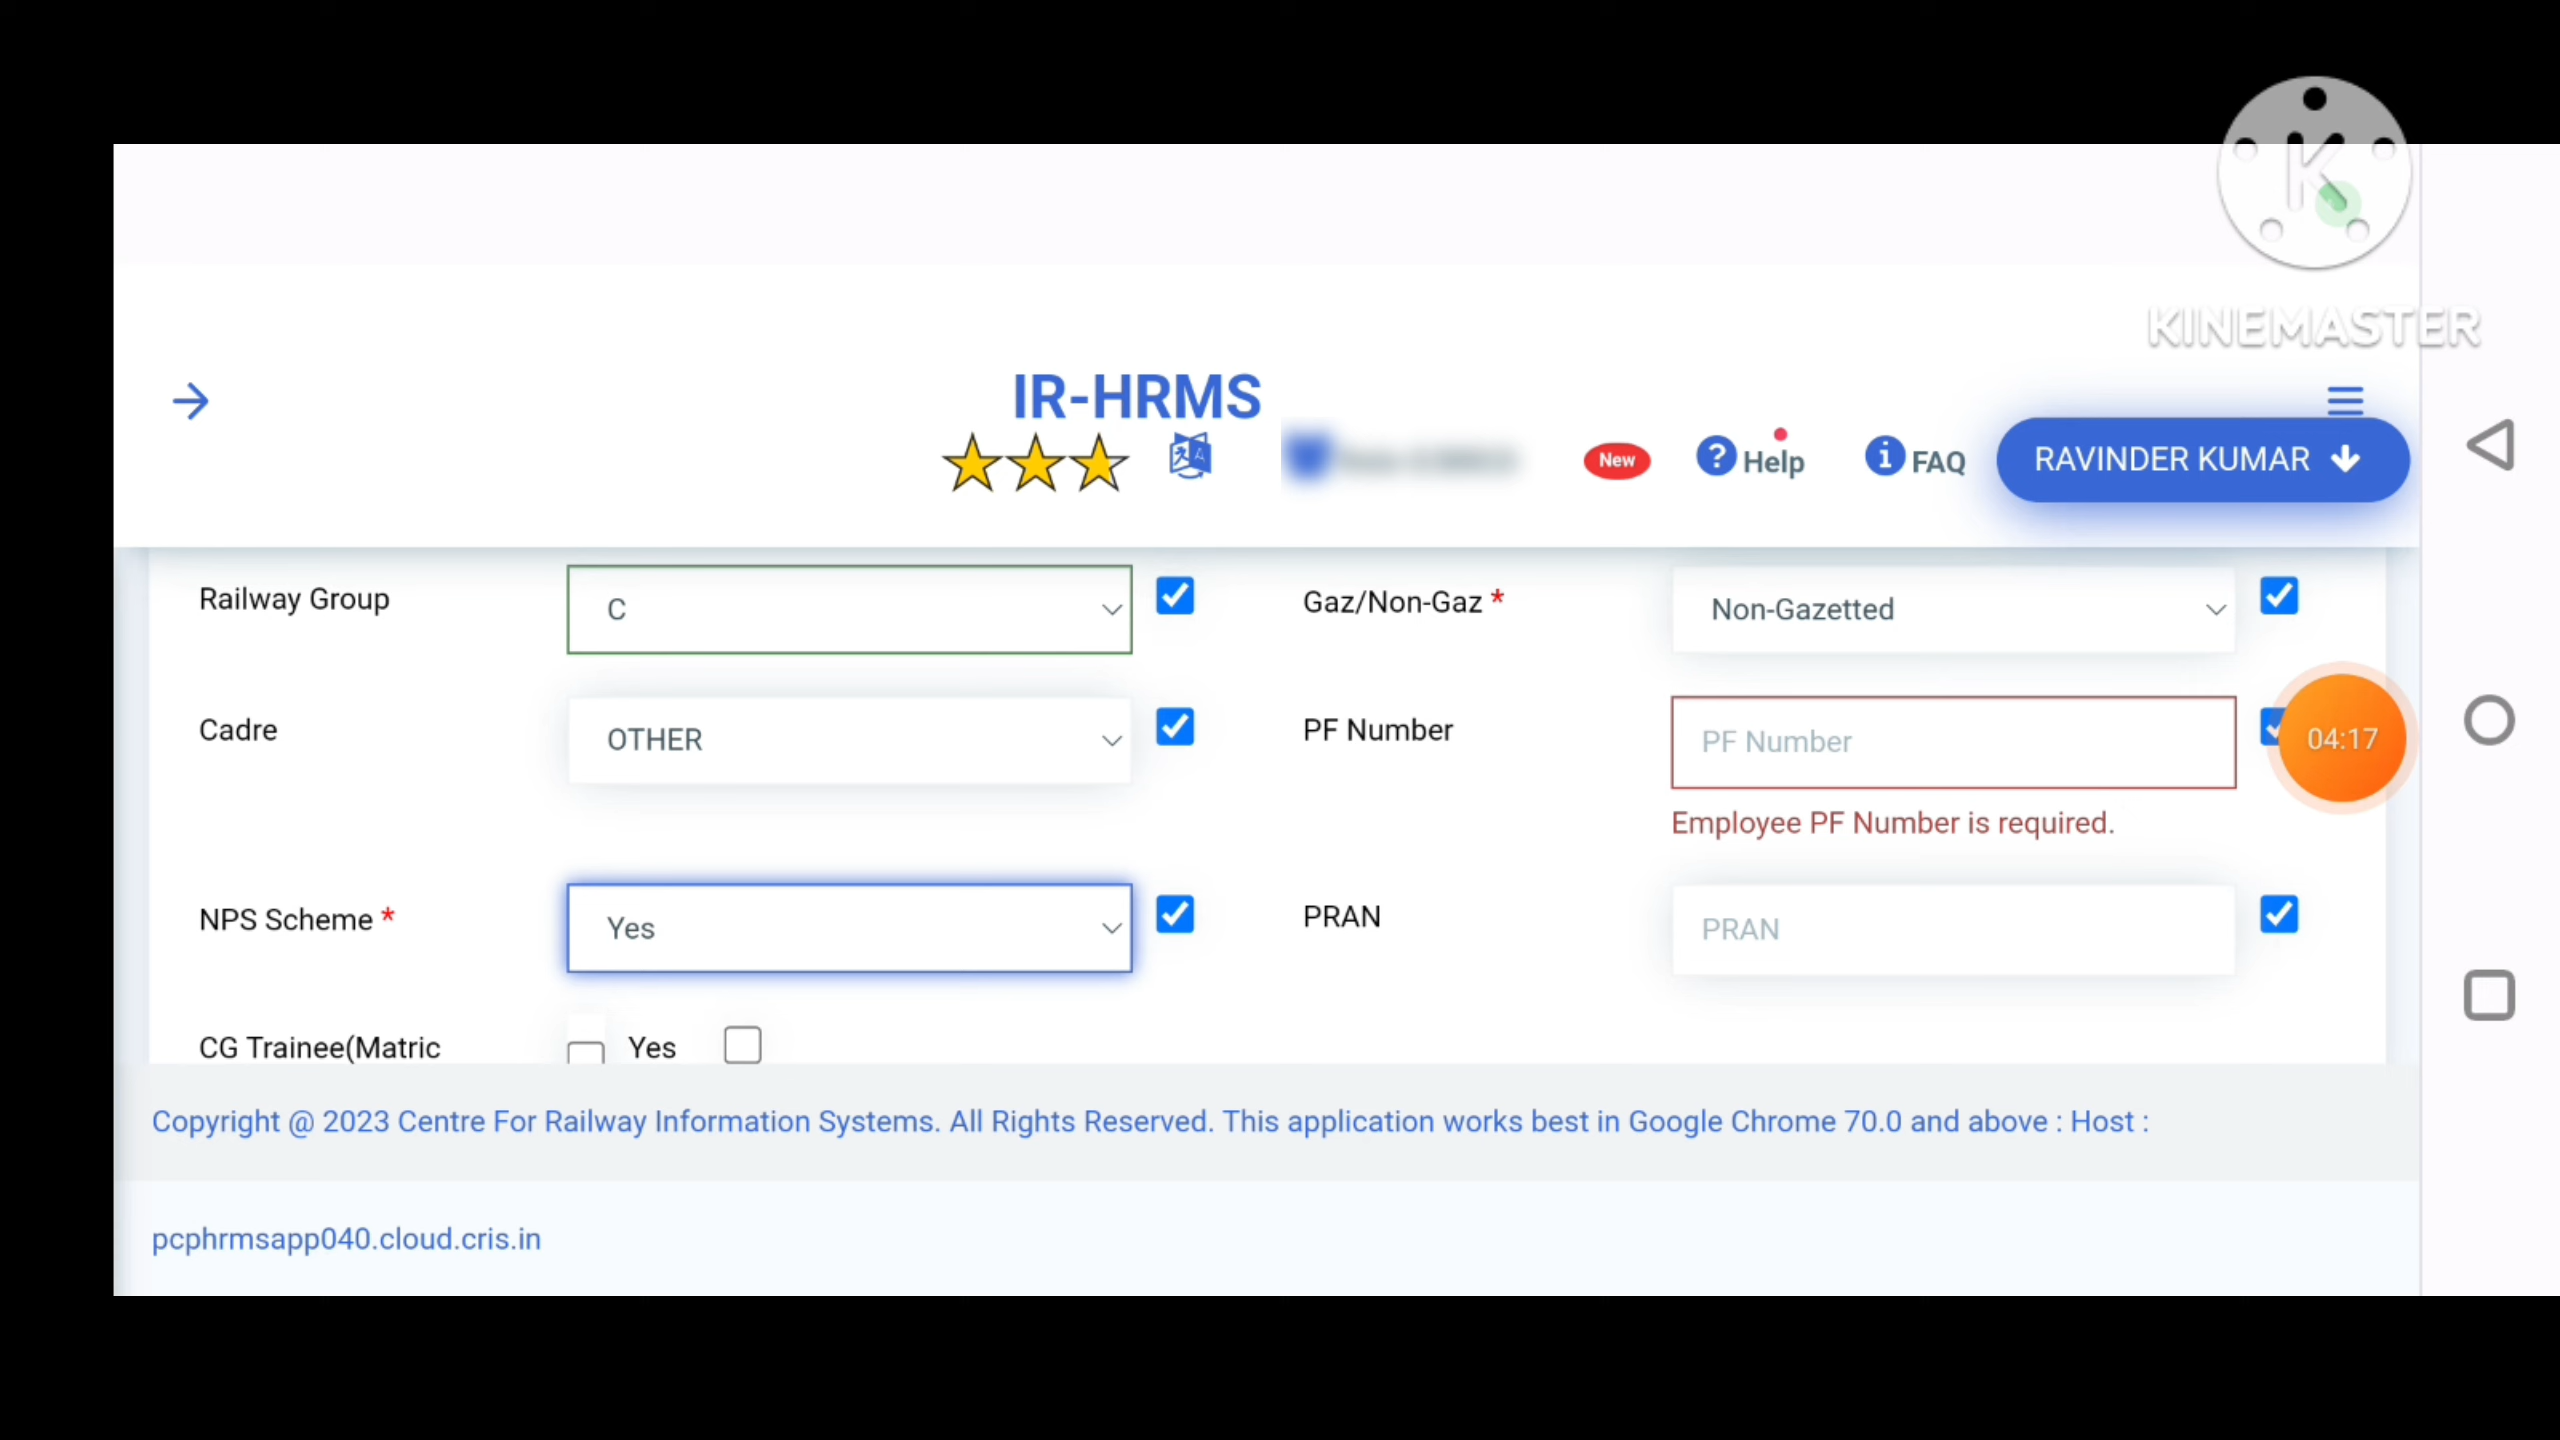 KINEMASTER
IR-HRMS
New
Help
FAQ
RAVINDER KUMAR
Railway Group
C
Gaz/Non-Gaz *
Non-Gazetted
Cadre
OTHER
PF Number
PF Number
04:17
Employee PF Number is required.
NPS Scheme *
Yes
PRAN
PRAN
CG Trainee(Matric
Yes
Copyright @ 2023 Centre For Railway Information Systems. All Rights Reserved. This application works best in Google Chrome 70.0 and above : Host :
pcphrmsapp040.cloud.cris.in